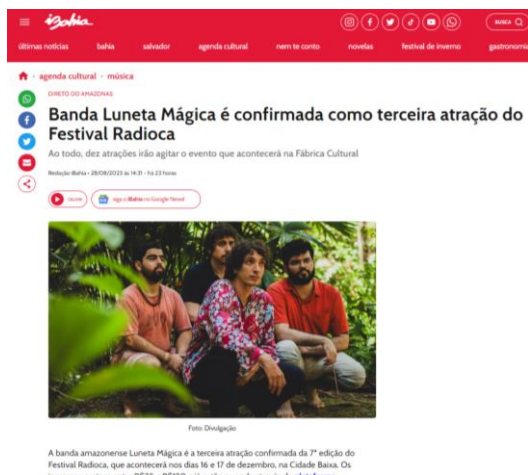 iBahia
BUSCA
últimas notícias bahia salvador agenda cultural nem te conto novelas festival de inverno gastronomia
agenda cultural - música
DIRETO DO AMAZONAS
Banda Luneta Mágica é confirmada como terceira atração do
Festival Radioca
Ao todo, dez atrações irão agitar o evento que acontecerá na Fábrica Cultural
Redação iBahia • 28/08/2023 às 14:31 - há 23 horas
ouvir siga o iBahia no Google News!
Foto: Divulgação
A banda amazonense Luneta Mágica é a terceira atração confirmada da 7ª edição do
Festival Radioca, que acontecerá nos dias 16 e 17 de dezembro, na Cidade Baixa. Os